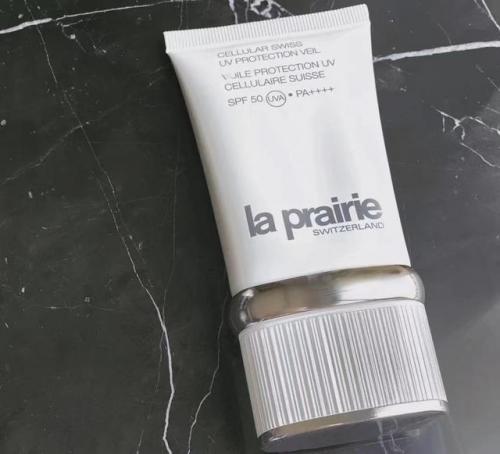 CELLULAR SWISS
UV PROTECTION VEIL
VOILE PROTECTION UV
CELLULAIRE SUISSE
SPF 50 UVA • PA++++
la prairie
SWITZERLAND